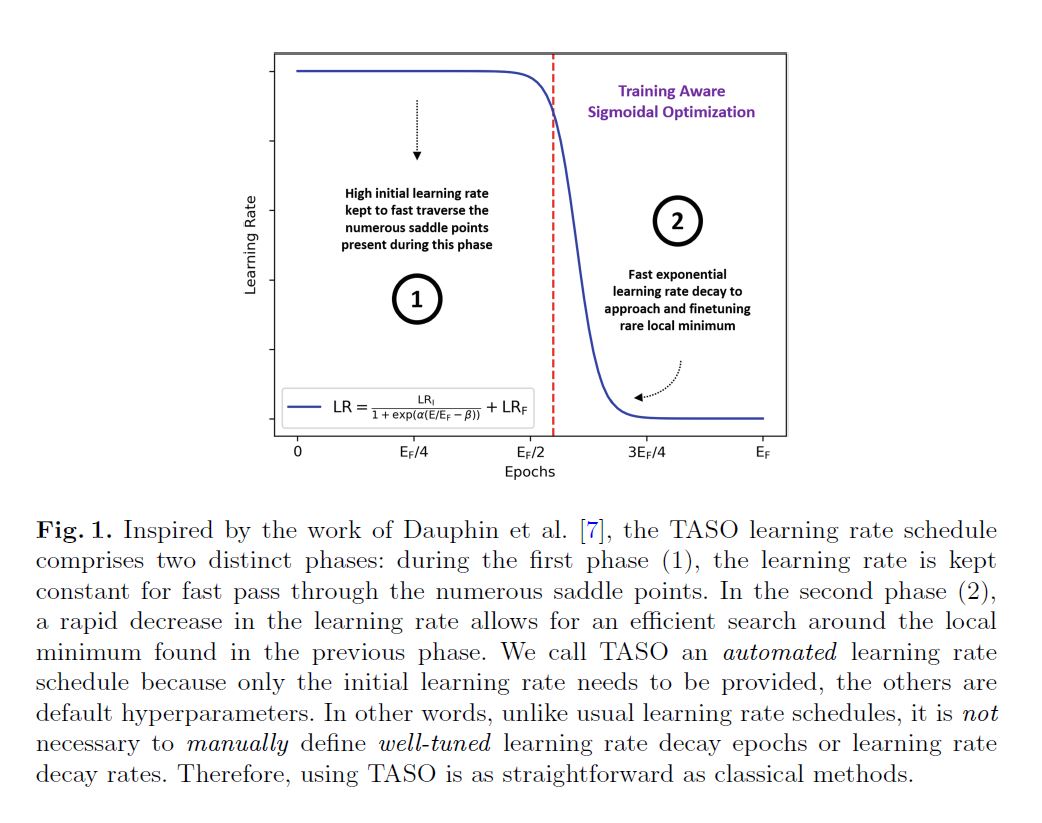 Training Aware
Sigmoidal Optimization
High initial learning rate
kept to fast traverse the
numerous saddle points
present during this phase
1
2
Fast exponential
learning rate decay to
approach and finetuning
rare local minimum
Learning Rate
LR = LR_I / (1 + exp(α(E/E_F − β))) + LR_F
0 E_F/4 E_F/2 3E_F/4 E_F
Epochs
Fig. 1. Inspired by the work of Dauphin et al. [7], the TASO learning rate schedule
comprises two distinct phases: during the first phase (1), the learning rate is kept
constant for fast pass through the numerous saddle points. In the second phase (2),
a rapid decrease in the learning rate allows for an efficient search around the local
minimum found in the previous phase. We call TASO an automated learning rate
schedule because only the initial learning rate needs to be provided, the others are
default hyperparameters. In other words, unlike usual learning rate schedules, it is not
necessary to manually define well-tuned learning rate decay epochs or learning rate
decay rates. Therefore, using TASO is as straightforward as classical methods.